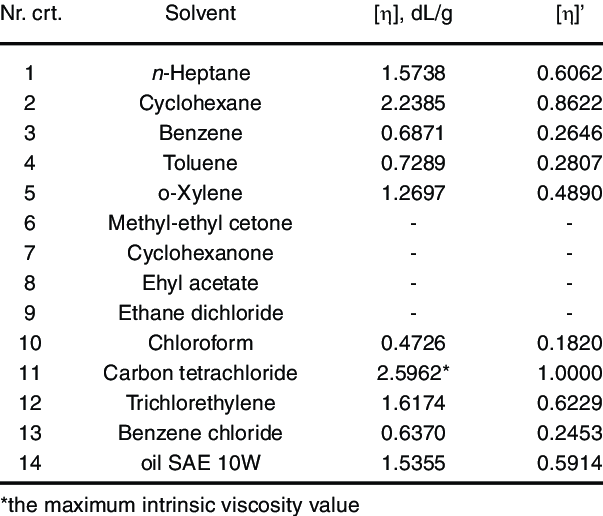 Nr. crt. Solvent [η], dL/g [η]’
1 n-Heptane 1.5738 0.6062
2 Cyclohexane 2.2385 0.8622
3 Benzene 0.6871 0.2646
4 Toluene 0.7289 0.2807
5 o-Xylene 1.2697 0.4890
6 Methyl-ethyl cetone - -
7 Cyclohexanone - -
8 Ehyl acetate - -
9 Ethane dichloride - -
10 Chloroform 0.4726 0.1820
11 Carbon tetrachloride 2.5962* 1.0000
12 Trichlorethylene 1.6174 0.6229
13 Benzene chloride 0.6370 0.2453
14 oil SAE 10W 1.5355 0.5914
*the maximum intrinsic viscosity value